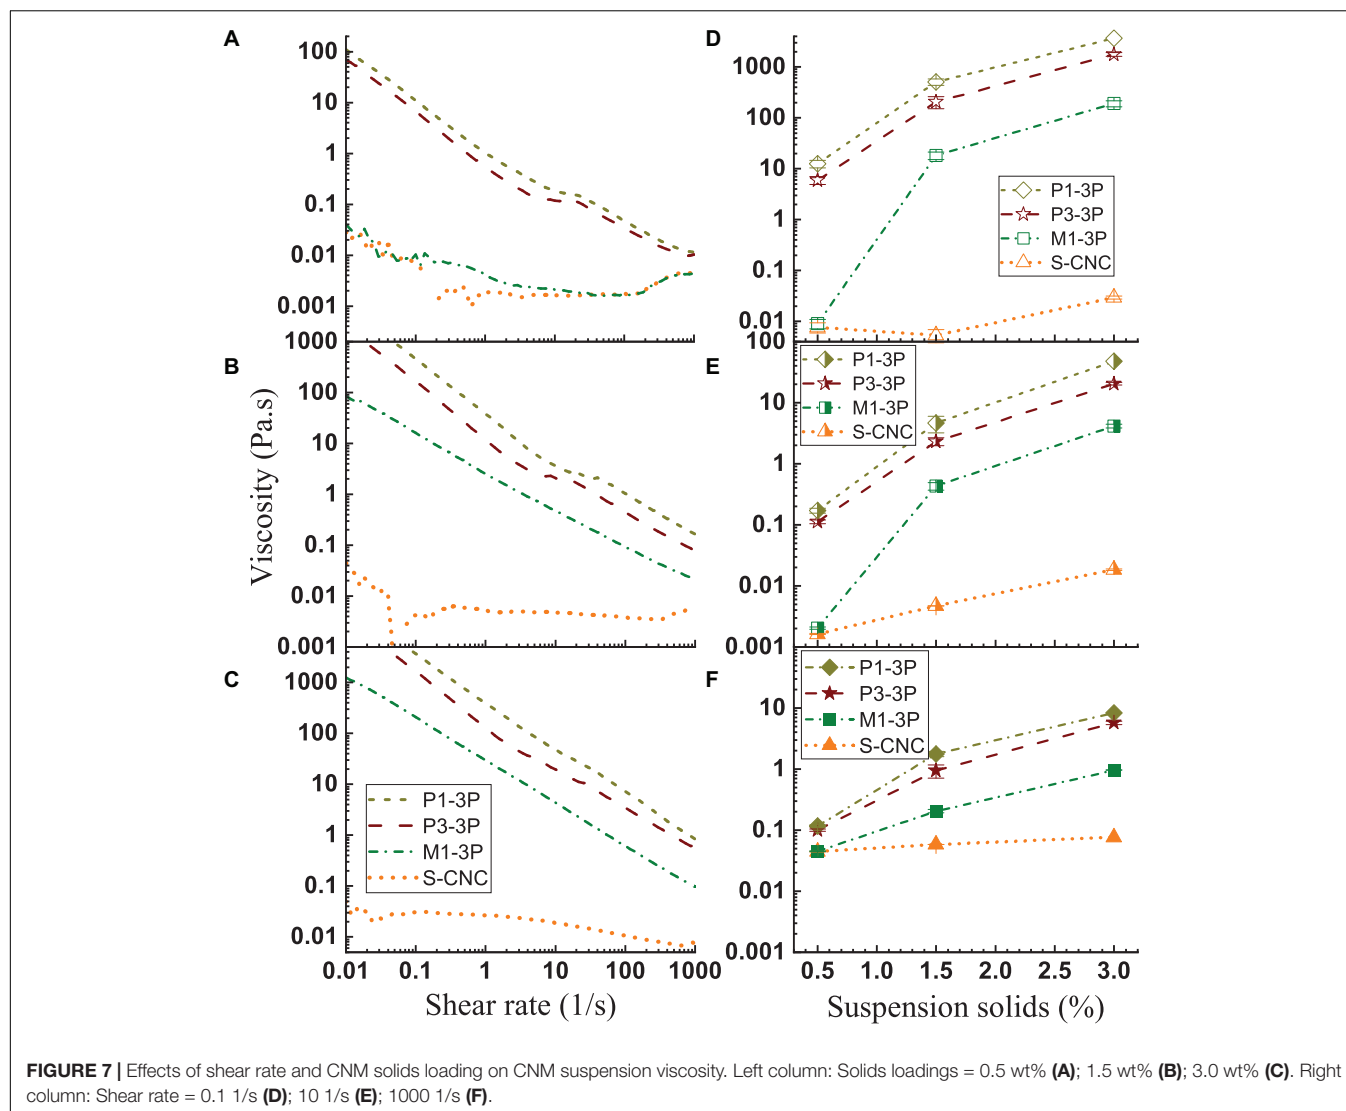 A
100
10
1
0.1
0.01
0.001
1000
B
100
10
1
0.1
0.01
0.001
C
1000
100
10
1
0.1
0.01
P1-3P
P3-3P
M1-3P
S-CNC
0.01 0.1 1 10 100 1000
Shear rate (1/s)
Viscosity (Pa.s)
D
1000
100
10
1
0.1
0.01
P1-3P
P3-3P
M1-3P
S-CNC
100
E
10
1
0.1
0.01
0.001
P1-3P
P3-3P
M1-3P
S-CNC
F
10
1
0.1
0.01
0.001
P1-3P
P3-3P
M1-3P
S-CNC
0.5 1.0 1.5 2.0 2.5 3.0
Suspension solids (%)
FIGURE 7 | Effects of shear rate and CNM solids loading on CNM suspension viscosity. Left column: Solids loadings = 0.5 wt% (A); 1.5 wt% (B); 3.0 wt% (C). Right
column: Shear rate = 0.1 1/s (D); 10 1/s (E); 1000 1/s (F).